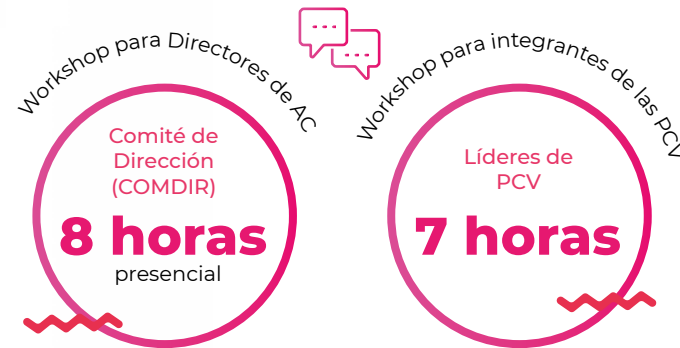 Workshop para Directores de AC
Comité de
Dirección
(COMDIR)
8 horas
presencial
Workshop para integrantes de las PCV
Líderes de
PCV
7 horas